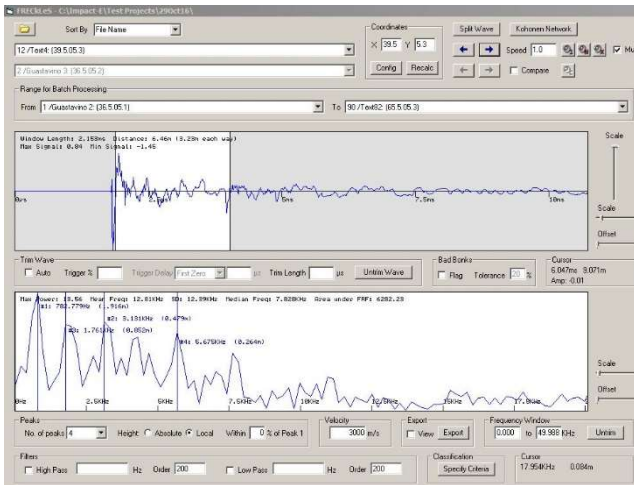 FREClite5 - C:\Impact-E\Test Projects\29Oct16\
Sort By File Name
Coordinates
Split Wave Kohonen Network
12 /Text4: (39.5.05.3)
X 39.5 Y 5.3
Speed 1.0
2 /Guastavino 3: (36.5.05.2)
Config Recalc
Compare
Range for Batch Processing
From 1 /Guastavino 2: (36.5.05.1) To 90 /Text82: (65.5.05.3)
Window Length: 2.153ms Distance: 6.46m (3.23m each way)
Max Signal: 0.84 Min Signal: -1.45
Scale
0µs 2.5ms 5ms 7.5ms 10ms
Scale
Offset
Trim Wave
Auto Trigger % Trigger Delay First Zero µs Trim Length µs Untrim Wave
Bad Bonks
Flag Tolerance 20 %
Cursor
6.047ms 9.071m
Amp: -0.01
Max Power: 18.56 Mean Freq: 12.81KHz SD: 12.89KHz Median Freq: 7.828KHz Area under FRF: 6282.23
#1: 782.779Hz (1.916m)
#2: 3.131KHz (0.479m)
#3: 1.761KHz (0.852m)
#4: 5.675KHz (0.264m)
Scale
0Hz 2.5KHz 5KHz 7.5KHz 10KHz 12.5KHz 15KHz 17.5KHz
Offset
Peaks
No. of peaks 4 Height: Absolute Local Within 0 % of Peak 1
Velocity
3000 m/s
Export
View Export
Frequency Window
0.000 to 49.988 KHz Untrim
Filters
High Pass Hz Order 200 Low Pass Hz Order 200
Classification
Specify Criteria
Cursor
17.954KHz 0.084m